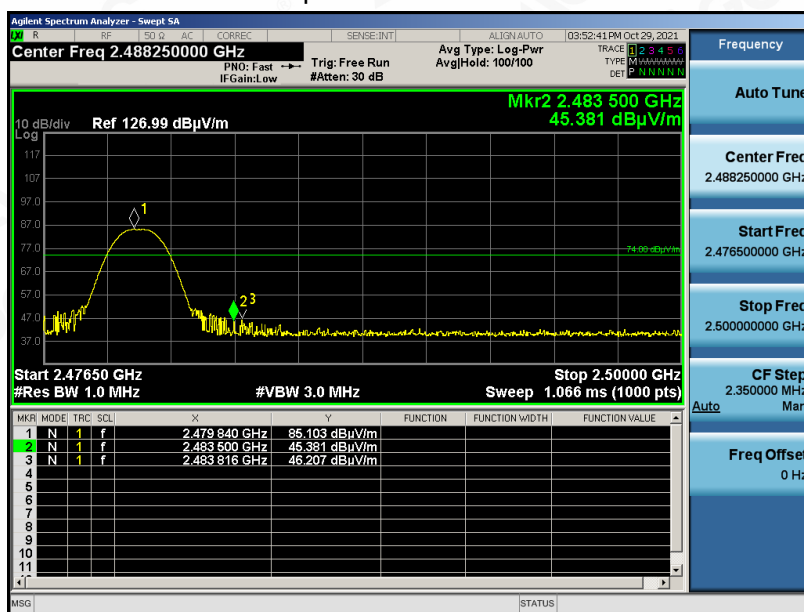 Agilent Spectrum Analyzer - Swept SA
R RF 50 Ω AC CORREC SENSE:INT ALIGN AUTO 03:52:41 PM Oct 29, 2021
Center Freq 2.488250000 GHz
PNO: Fast
IFGain:Low
Trig: Free Run
#Atten: 30 dB
Avg Type: Log-Pwr
Avg|Hold: 100/100
TRACE 1 2 3 4 5 6
TYPE M
DET P N N N N N
Mkr2 2.483 500 GHz
45.381 dBµV/m
10 dB/div Ref 126.99 dBµV/m
Log
117
107
97.0
87.0
77.0
67.0
57.0
47.0
37.0
1
2 3
74.00 dBµV/m
Start 2.47650 GHz Stop 2.50000 GHz
#Res BW 1.0 MHz #VBW 3.0 MHz Sweep 1.066 ms (1000 pts)
MKR MODE TRC SCL X Y FUNCTION FUNCTION WIDTH FUNCTION VALUE
1 N 1 f 2.479 840 GHz 85.103 dBµV/m
2 N 1 f 2.483 500 GHz 45.381 dBµV/m
3 N 1 f 2.483 816 GHz 46.207 dBµV/m
4
5
6
7
8
9
10
11
MSG STATUS
Frequency
Auto Tune
Center Freq
2.488250000 GHz
Start Freq
2.476500000 GHz
Stop Freq
2.500000000 GHz
CF Step
2.350000 MHz
Auto Man
Freq Offset
0 Hz